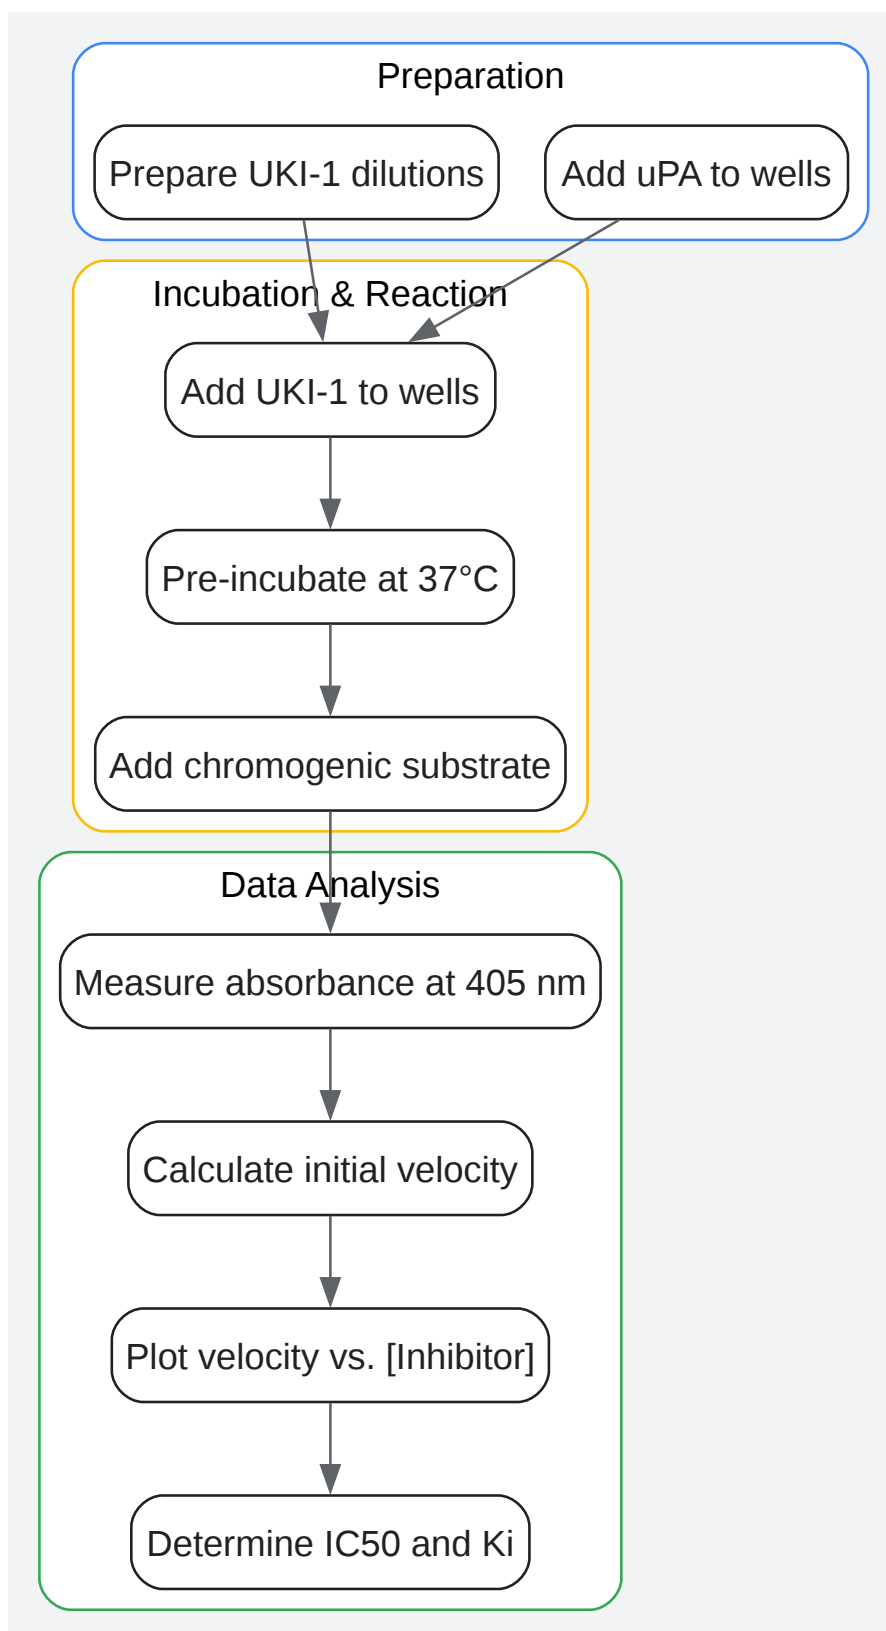 Preparation
Prepare UKI-1 dilutions
Add uPA to wells
Incubation & Reaction
Add UKI-1 to wells
Pre-incubate at 37°C
Add chromogenic substrate
Data Analysis
Measure absorbance at 405 nm
Calculate initial velocity
Plot velocity vs. [Inhibitor]
Determine IC50 and Ki